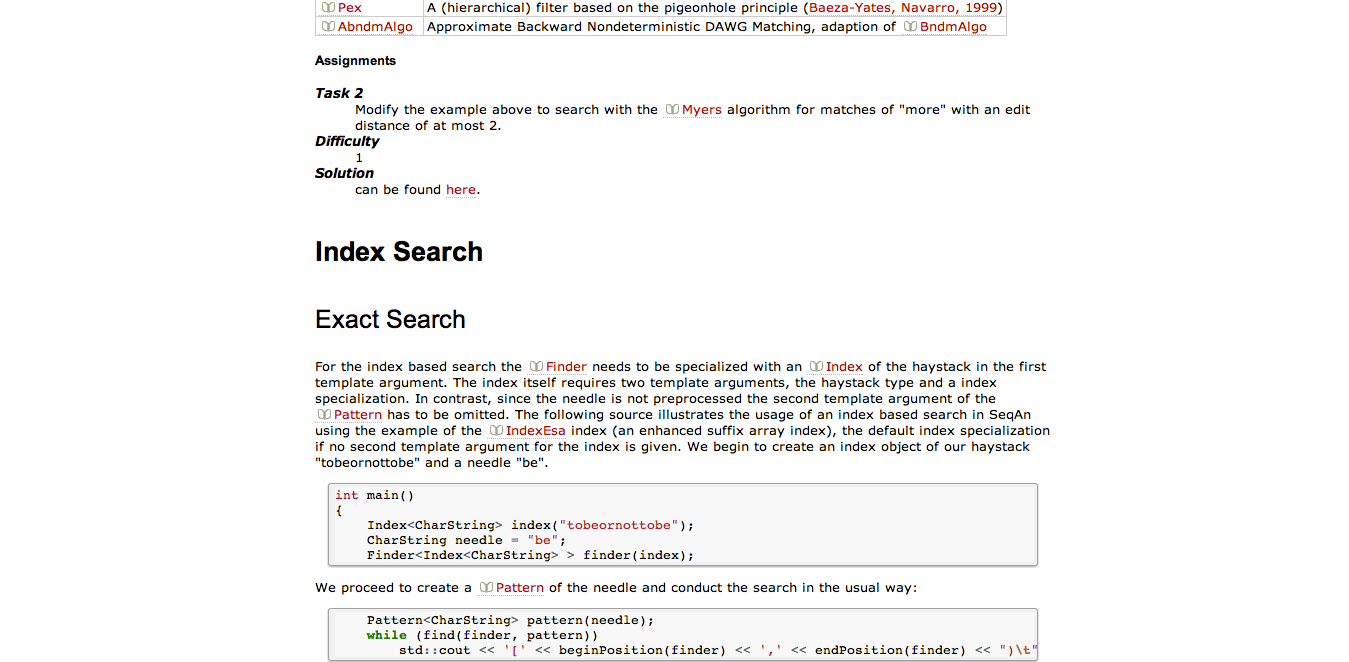 Pex A (hierarchical) filter based on the pigeonhole principle (Baeza-Yates, Navarro, 1999)
AbndmAlgo Approximate Backward Nondeterministic DAWG Matching, adaption of BndmAlgo
Assignments
Task 2
Modify the example above to search with the Myers algorithm for matches of "more" with an edit
distance of at most 2.
Difficulty
1
Solution
can be found here.
Index Search
Exact Search
For the index based search the Finder needs to be specialized with an Index of the haystack in the first
template argument. The index itself requires two template arguments, the haystack type and a index
specialization. In contrast, since the needle is not preprocessed the second template argument of the
Pattern has to be omitted. The following source illustrates the usage of an index based search in SeqAn
using the example of the IndexEsa index (an enhanced suffix array index), the default index specialization
if no second template argument for the index is given. We begin to create an index object of our haystack
"tobeornottobe" and a needle "be".
int main()
{
    Index<CharString> index("tobeornottobe");
    CharString needle = "be";
    Finder<Index<CharString> > finder(index);
We proceed to create a Pattern of the needle and conduct the search in the usual way:
    Pattern<CharString> pattern(needle);
    while (find(finder, pattern))
        std::cout << '[' << beginPosition(finder) << ',' << endPosition(finder) << ")\t"